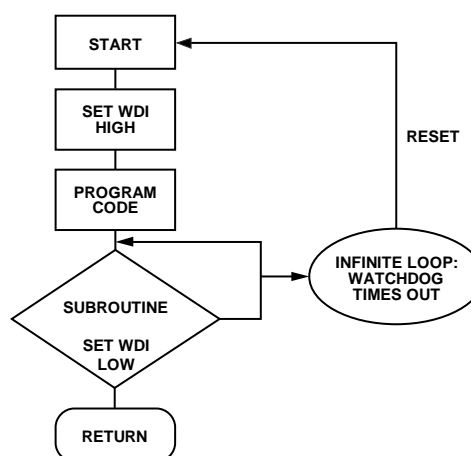 START
SET WDI
HIGH
PROGRAM
CODE
SUBROUTINE
SET WDI
LOW
RETURN
RESET
INFINITE LOOP:
WATCHDOG
TIMES OUT